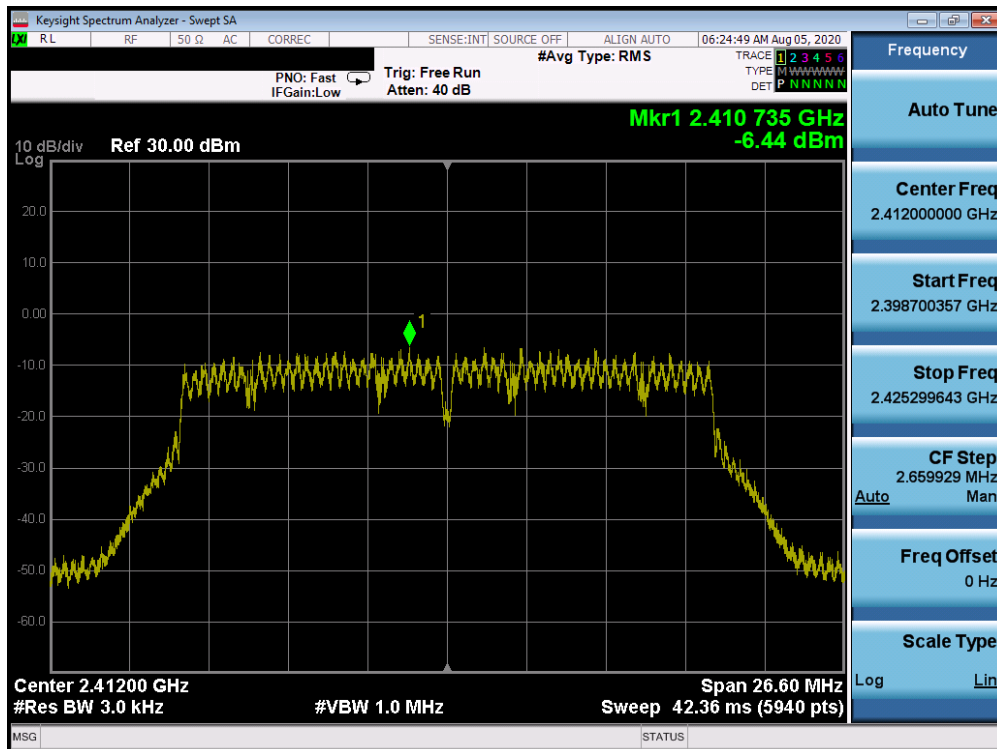 Keysight Spectrum Analyzer - Swept SA
LXI RL RF 50 Ω AC CORREC SENSE:INT SOURCE OFF ALIGN AUTO 06:24:49 AM Aug 05, 2020
#Avg Type: RMS
PNO: Fast Trig: Free Run
IFGain:Low Atten: 40 dB
TRACE 1 2 3 4 5 6
TYPE M WWWWW
DET P N N N N N
Mkr1 2.410 735 GHz
-6.44 dBm
10 dB/div Ref 30.00 dBm
Log
20.0
10.0
0.00
-10.0
-20.0
-30.0
-40.0
-50.0
-60.0
1
Center 2.41200 GHz Span 26.60 MHz
#Res BW 3.0 kHz #VBW 1.0 MHz Sweep 42.36 ms (5940 pts)
MSG STATUS
Frequency
Auto Tune
Center Freq
2.412000000 GHz
Start Freq
2.398700357 GHz
Stop Freq
2.425299643 GHz
CF Step
2.659929 MHz
Auto Man
Freq Offset
0 Hz
Scale Type
Log Lin